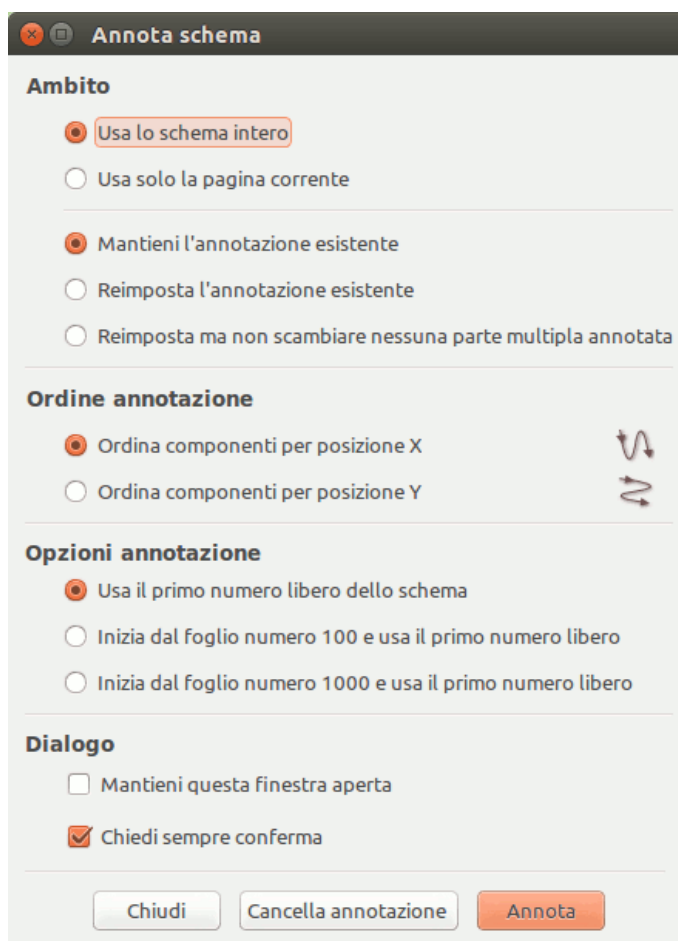 Annota schema
Ambito
Usa lo schema intero
Usa solo la pagina corrente
Mantieni l'annotazione esistente
Reimposta l'annotazione esistente
Reimposta ma non scambiare nessuna parte multipla annotata
Ordine annotazione
Ordina componenti per posizione X
Ordina componenti per posizione Y
Opzioni annotazione
Usa il primo numero libero dello schema
Inizia dal foglio numero 100 e usa il primo numero libero
Inizia dal foglio numero 1000 e usa il primo numero libero
Dialogo
Mantieni questa finestra aperta
Chiedi sempre conferma
Chiudi Cancella annotazione Annota